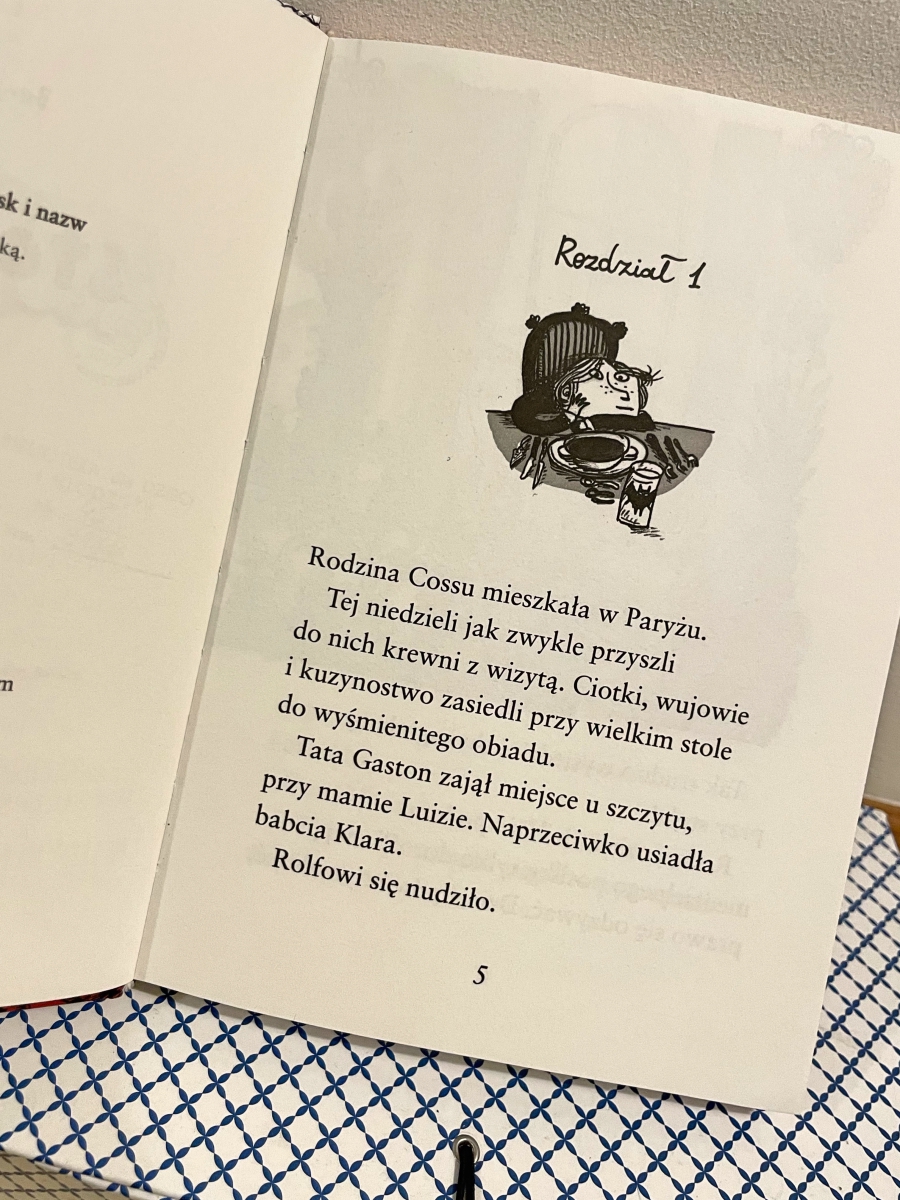 sk i nazw
ką.
m
Rozdział 1
Rodzina Cossu mieszkała w Paryżu.
Tej niedzieli jak zwykle przyszli
do nich krewni z wizytą. Ciotki, wujowie
i kuzynostwo zasiedli przy wielkim stole
do wyśmienitego obiadu.
Tata Gaston zajął miejsce u szczytu,
przy mamie Luizie. Naprzeciwko usiadła
babcia Klara.
Rolfowi się nudziło.
5